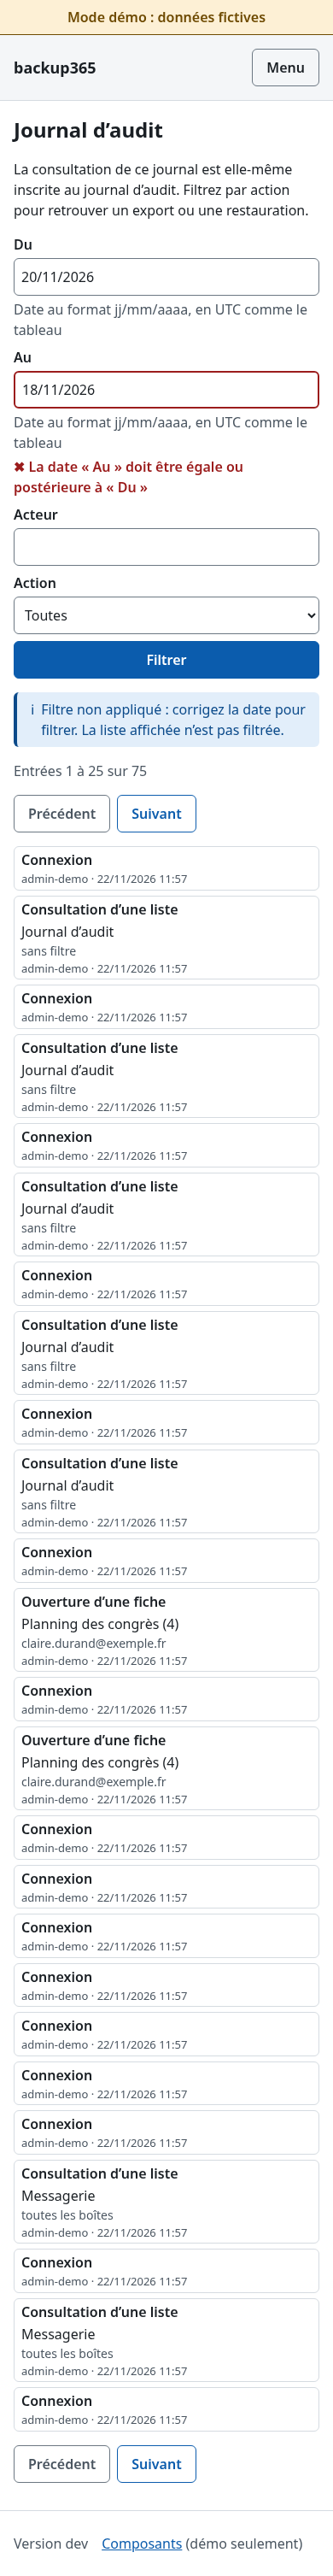 Mode démo : données fictives
backup365
Menu
Journal d’audit
La consultation de ce journal est elle-même
inscrite au journal d’audit. Filtrez par action
pour retrouver un export ou une restauration.
Du
20/11/2026
Date au format jj/mm/aaaa, en UTC comme le
tableau
Au
18/11/2026
Date au format jj/mm/aaaa, en UTC comme le
tableau
✖ La date « Au » doit être égale ou
postérieure à « Du »
Acteur
Action
Toutes
Filtrer
i Filtre non appliqué : corrigez la date pour
filtrer. La liste affichée n’est pas filtrée.
Entrées 1 à 25 sur 75
Précédent Suivant
Connexion
admin-demo · 22/11/2026 11:57
Consultation d’une liste
Journal d’audit
sans filtre
admin-demo · 22/11/2026 11:57
Connexion
admin-demo · 22/11/2026 11:57
Consultation d’une liste
Journal d’audit
sans filtre
admin-demo · 22/11/2026 11:57
Connexion
admin-demo · 22/11/2026 11:57
Consultation d’une liste
Journal d’audit
sans filtre
admin-demo · 22/11/2026 11:57
Connexion
admin-demo · 22/11/2026 11:57
Consultation d’une liste
Journal d’audit
sans filtre
admin-demo · 22/11/2026 11:57
Connexion
admin-demo · 22/11/2026 11:57
Consultation d’une liste
Journal d’audit
sans filtre
admin-demo · 22/11/2026 11:57
Connexion
admin-demo · 22/11/2026 11:57
Ouverture d’une fiche
Planning des congrès (4)
claire.durand@exemple.fr
admin-demo · 22/11/2026 11:57
Connexion
admin-demo · 22/11/2026 11:57
Ouverture d’une fiche
Planning des congrès (4)
claire.durand@exemple.fr
admin-demo · 22/11/2026 11:57
Connexion
admin-demo · 22/11/2026 11:57
Connexion
admin-demo · 22/11/2026 11:57
Connexion
admin-demo · 22/11/2026 11:57
Connexion
admin-demo · 22/11/2026 11:57
Connexion
admin-demo · 22/11/2026 11:57
Connexion
admin-demo · 22/11/2026 11:57
Connexion
admin-demo · 22/11/2026 11:57
Consultation d’une liste
Messagerie
toutes les boîtes
admin-demo · 22/11/2026 11:57
Connexion
admin-demo · 22/11/2026 11:57
Consultation d’une liste
Messagerie
toutes les boîtes
admin-demo · 22/11/2026 11:57
Connexion
admin-demo · 22/11/2026 11:57
Précédent Suivant
Version dev Composants (démo seulement)